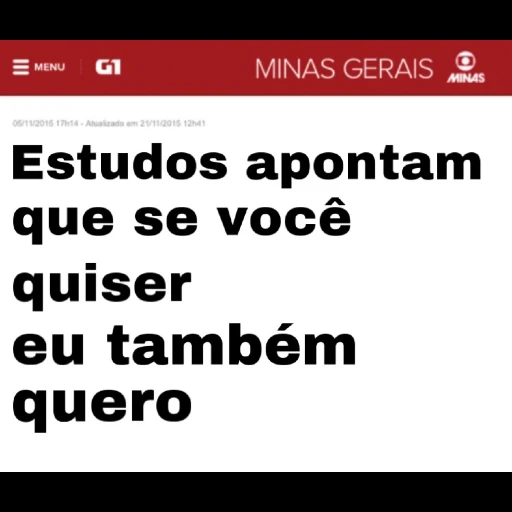 MENU G1 MINAS GERAIS MINAS
05/11/2015 17h14 - Atualizado em 21/11/2015 12h41
Estudos apontam
que se você
quiser
eu também
quero